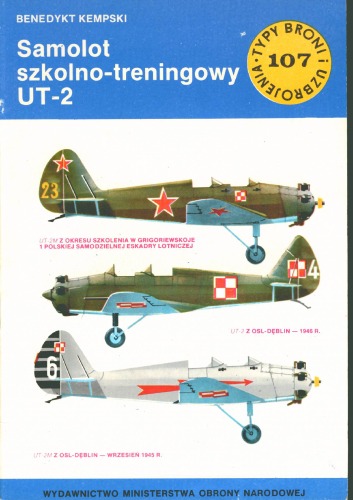 BENEDYKT KEMPSKI
Samolot
szkolno-treningowy
UT-2
TYPY BRONI i UZBROJENIA •
107
23
UT-2M Z OKRESU SZKOLENIA W GRIGORIEWSKOJE
1 POLSKIEJ SAMODZIELNEJ ESKADRY LOTNICZEJ
4
UT-2 Z OSL-DĘBLIN — 1946 R.
6
UT-2M Z OSL-DĘBLIN — WRZESIEŃ 1945 R.
WYDAWNICTWO MINISTERSTWA OBRONY NARODOWEJ